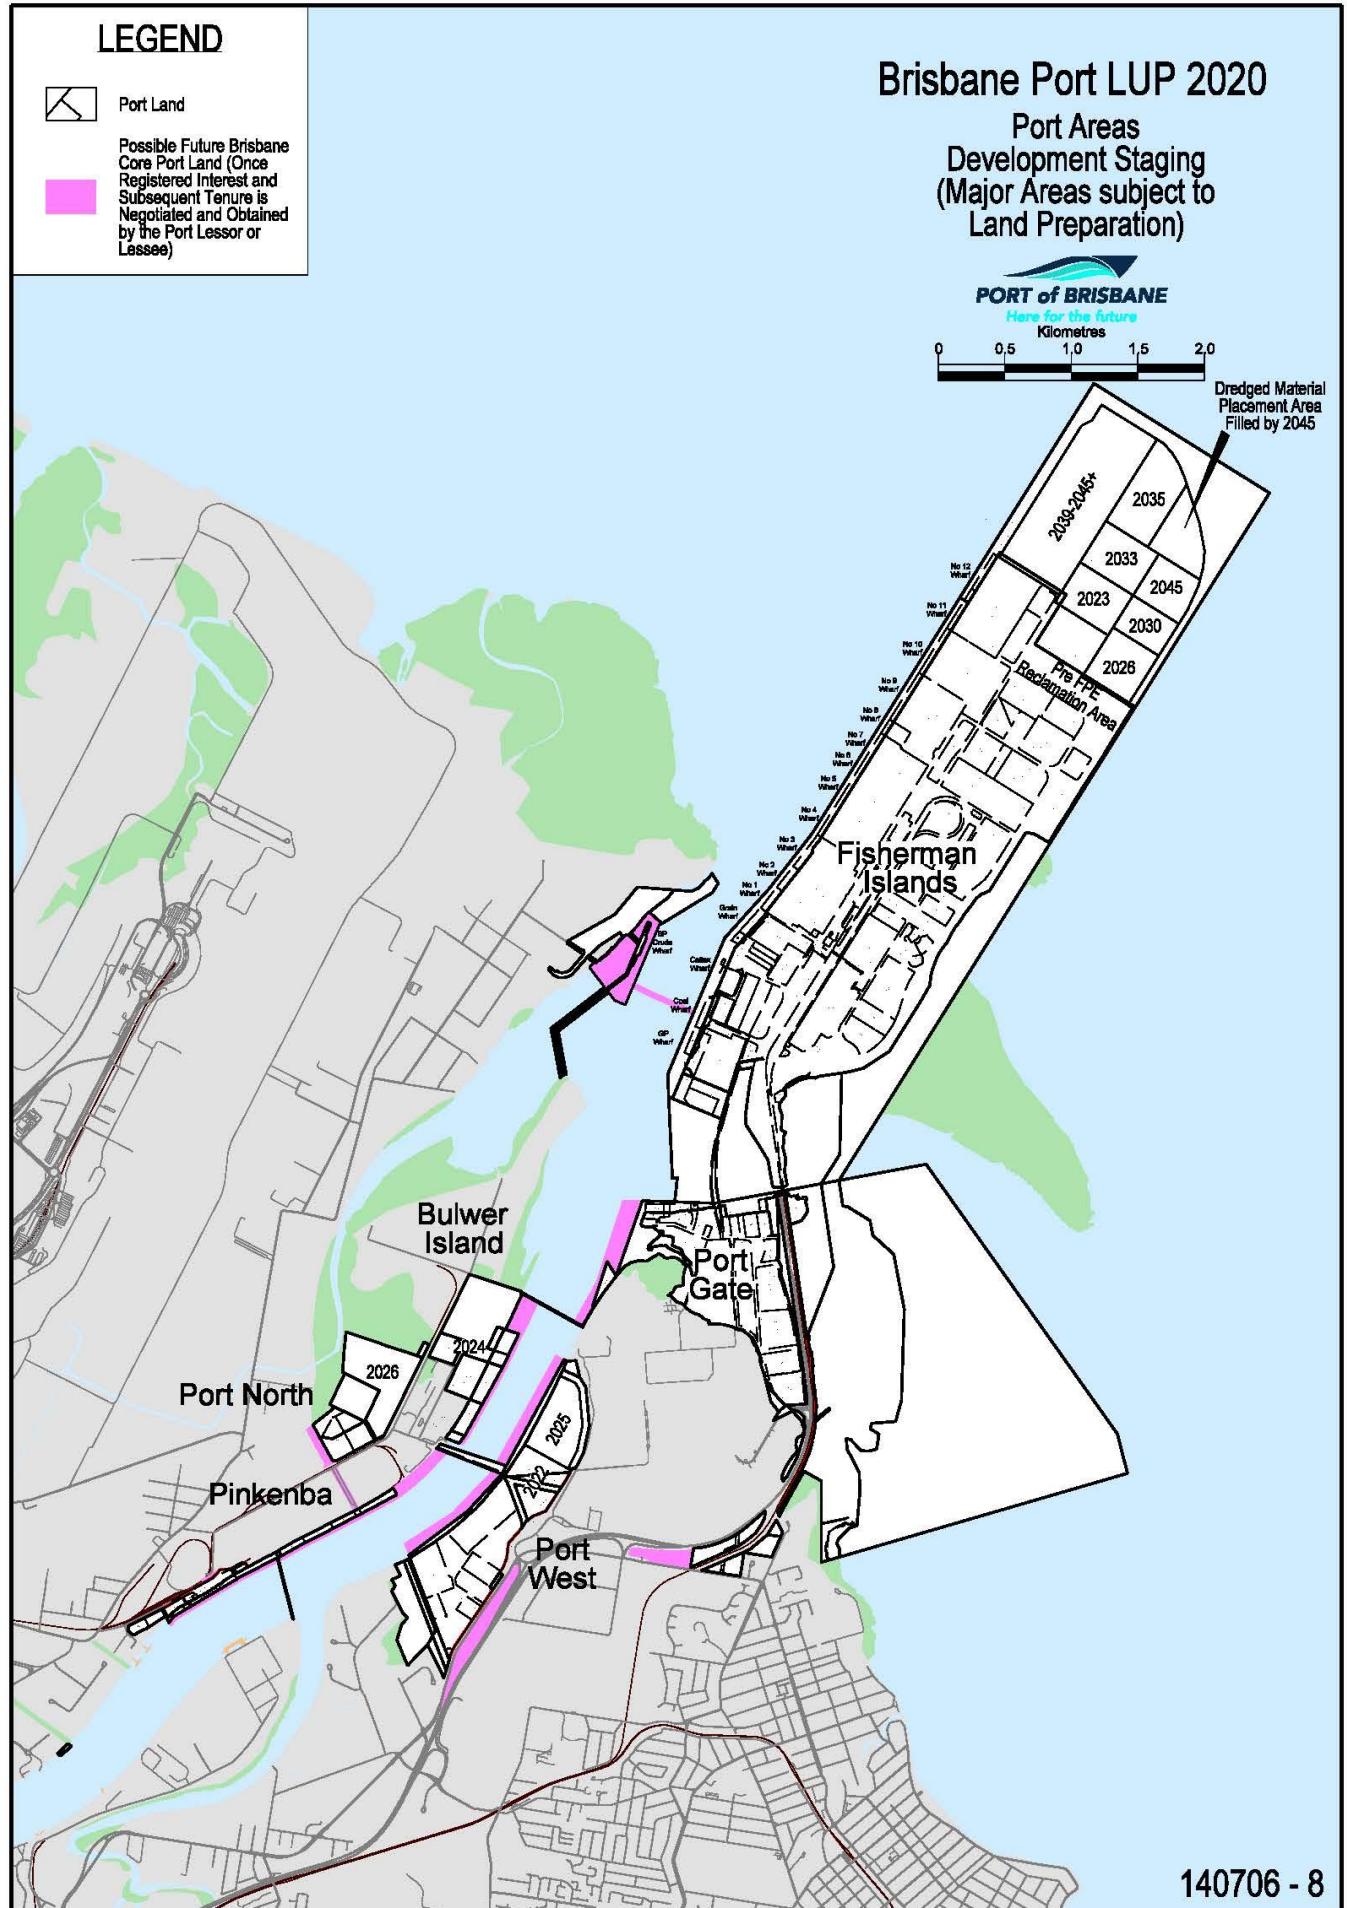 LEGEND
Port Land
Possible Future Brisbane
Core Port Land (Once
Registered Interest and
Subsequent Tenure is
Negotiated and Obtained
by the Port Lessor or
Lessee)
Brisbane Port LUP 2020
Port Areas
Development Staging
(Major Areas subject to
Land Preparation)
PORT of BRISBANE
Here for the future
Kilometres
0 0,5 1,0 1,5 2,0
Dredged Material
Placement Area
Filled by 2045
2039-2045+
2035
2033
2045
2023
2030
2026
Pre FPE
Reclamation Area
No 12
Wharf
No 11
Wharf
No 10
Wharf
No 9
Wharf
No 8
Wharf
No 7
Wharf
No 6
Wharf
No 5
Wharf
No 4
Wharf
No 3
Wharf
No 2
Wharf
No 1
Wharf
Grain
Wharf
Fisherman
Islands
BP
Crude
Wharf
Caltex
Wharf
Coal
Wharf
GP
Wharf
Bulwer
Island
Port
Gate
2024
2026
Port North
2025
2022
Pinkenba
Port
West
140706 - 8